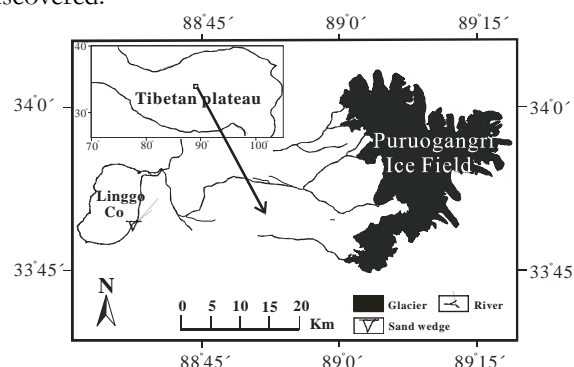 88°45′ 89°0′ 89°15′
40′
34°0′ 34°0′
Tibetan plateau
30′
70 80 90 100
Puruogangri
Ice Field
Linggo
Co
33°45′ 33°45′
N
0 5 10 15 20
Km
Glacier River
Sand wedge
88°45′ 89°0′ 89°15′